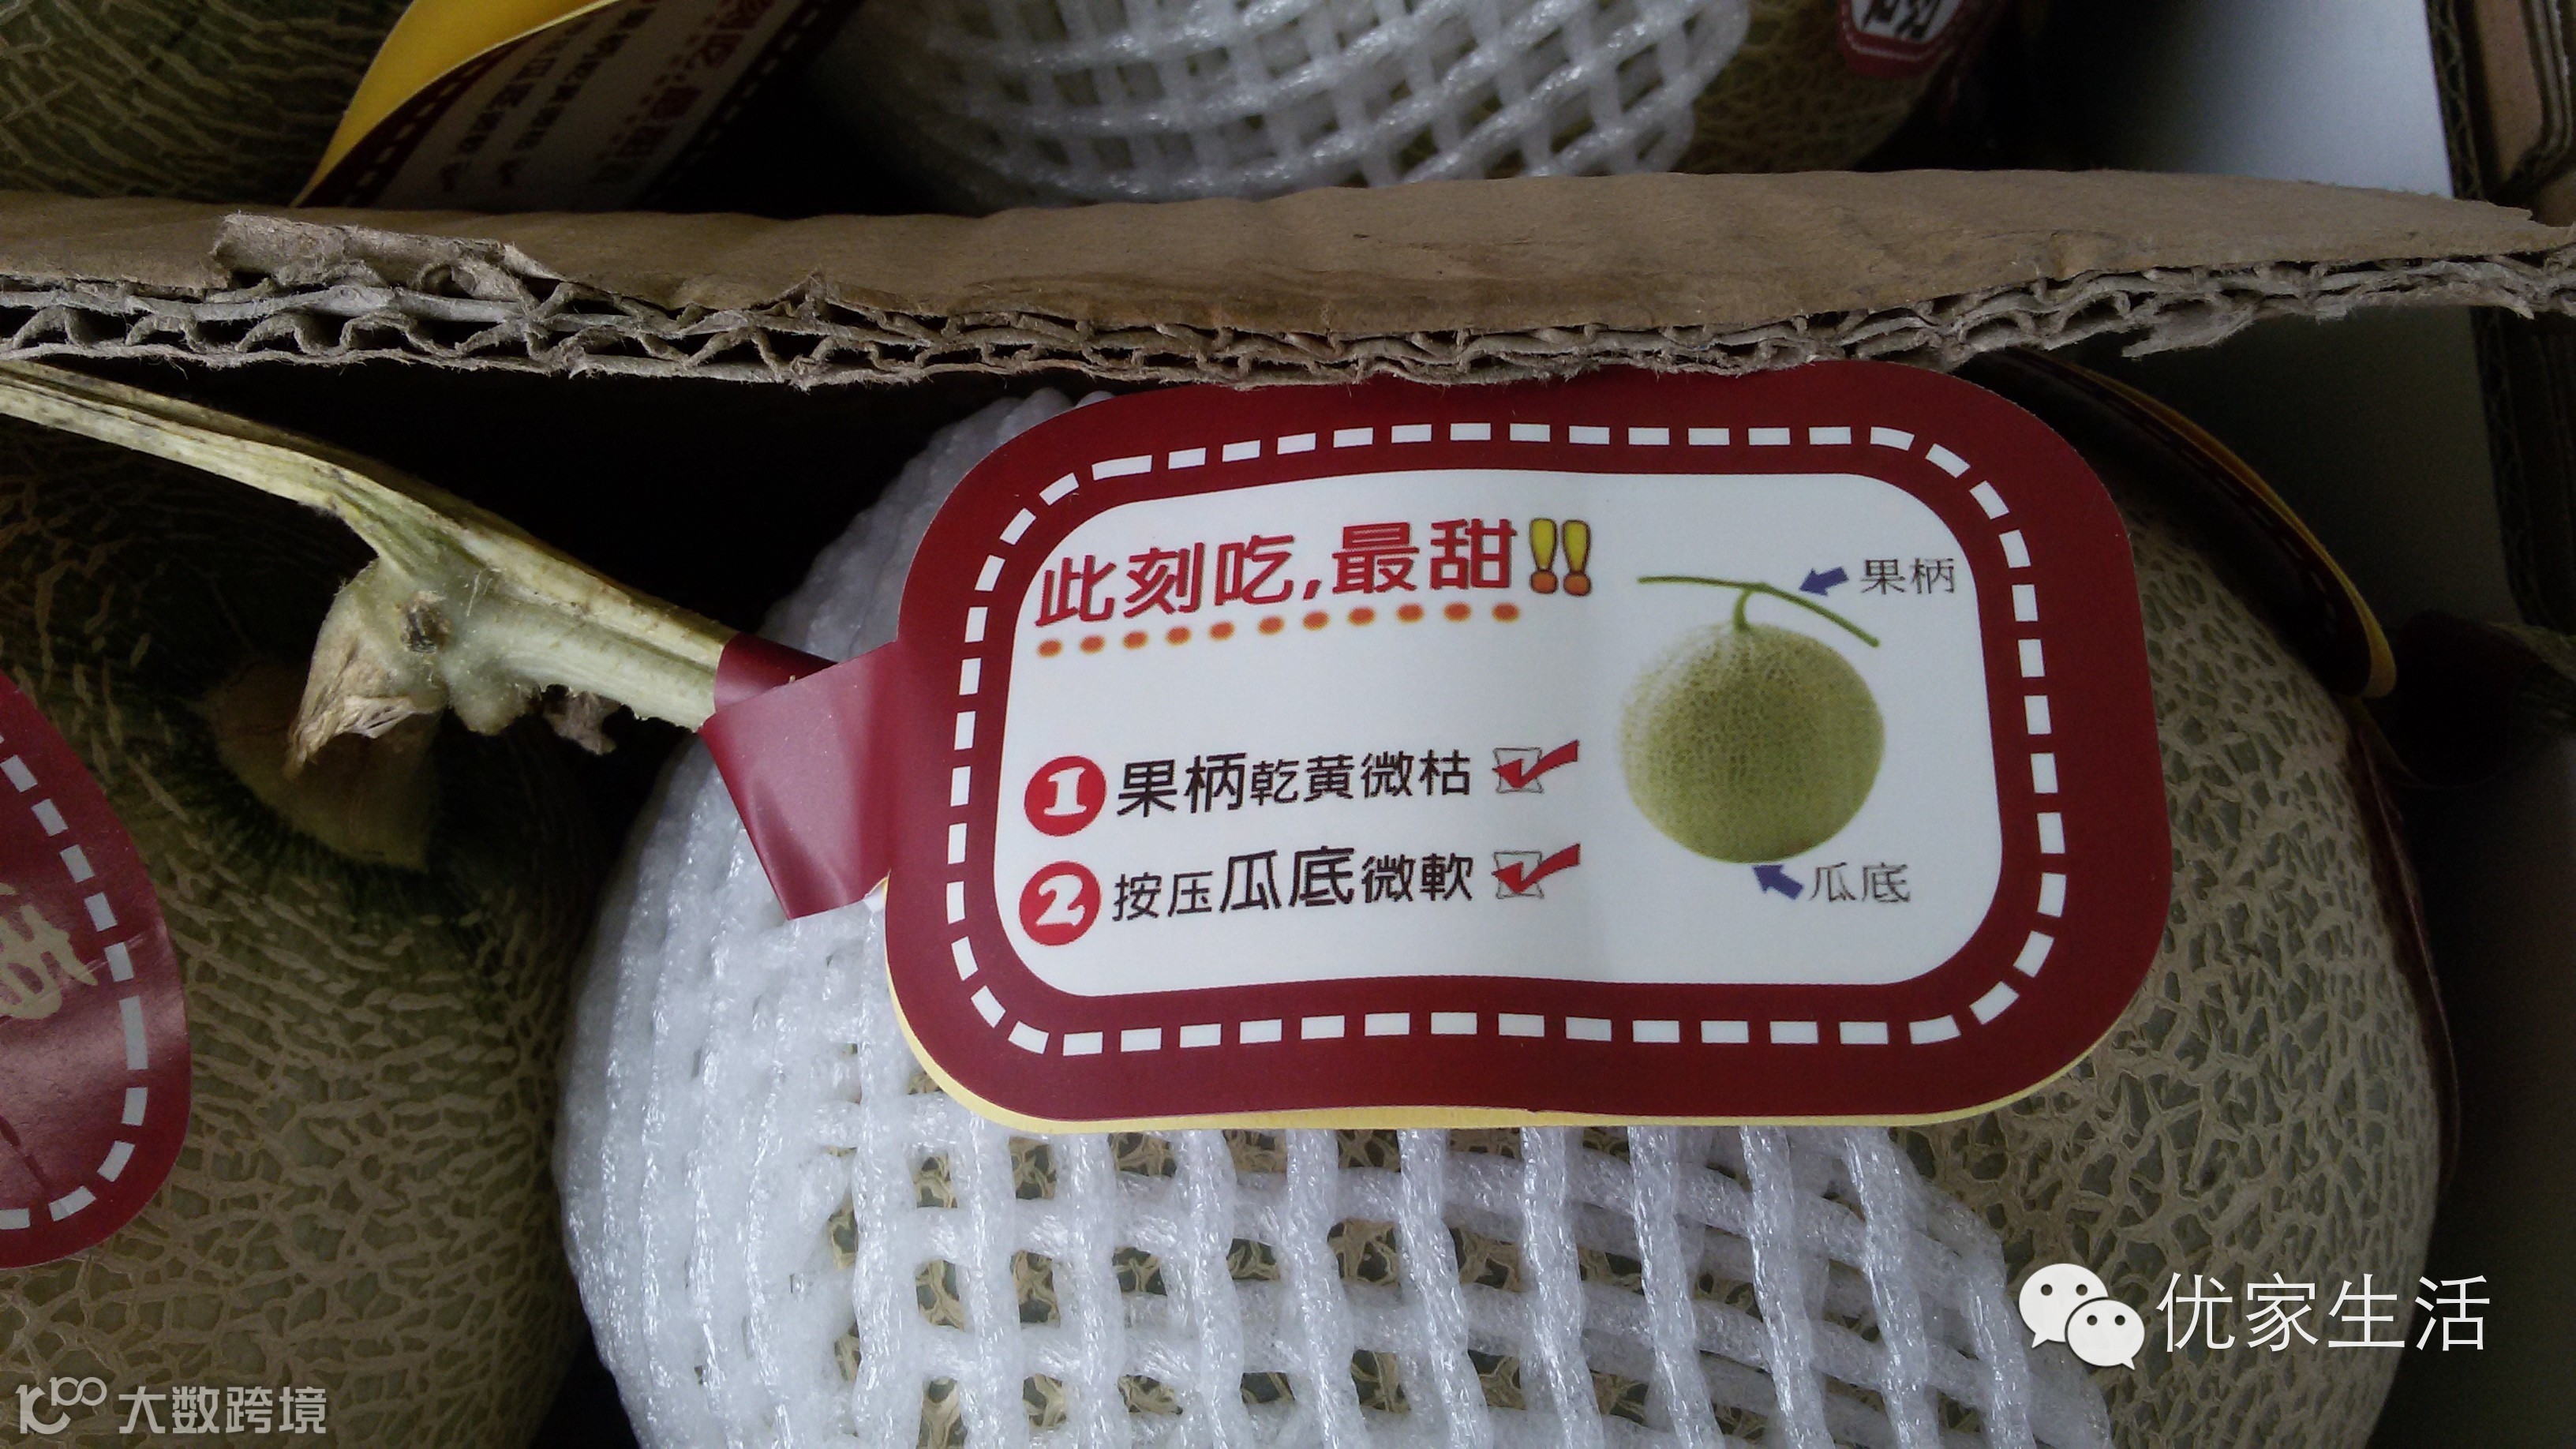 此刻吃,最甜!!
果柄
1 果柄乾黄微枯
2 按压瓜底微軟
瓜底
优家生活
大数跨境